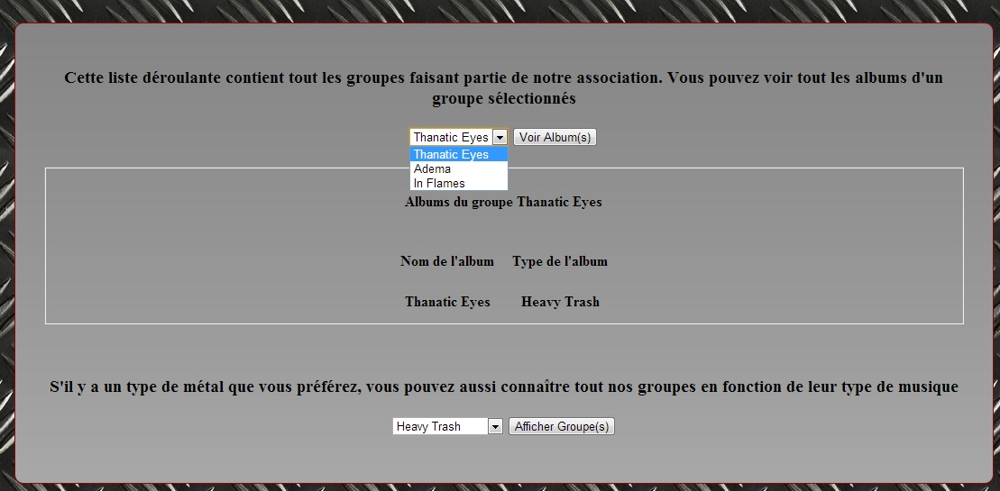 Cette liste déroulante contient tout les groupes faisant partie de notre association. Vous pouvez voir tout les albums d'un
groupe sélectionnés
Thanatic Eyes Voir Album(s)
Thanatic Eyes
Adema
In Flames
Albums du groupe Thanatic Eyes
Nom de l'album Type de l'album
Thanatic Eyes Heavy Trash
S'il y a un type de métal que vous préférez, vous pouvez aussi connaître tout nos groupes en fonction de leur type de musique
Heavy Trash Afficher Groupe(s)